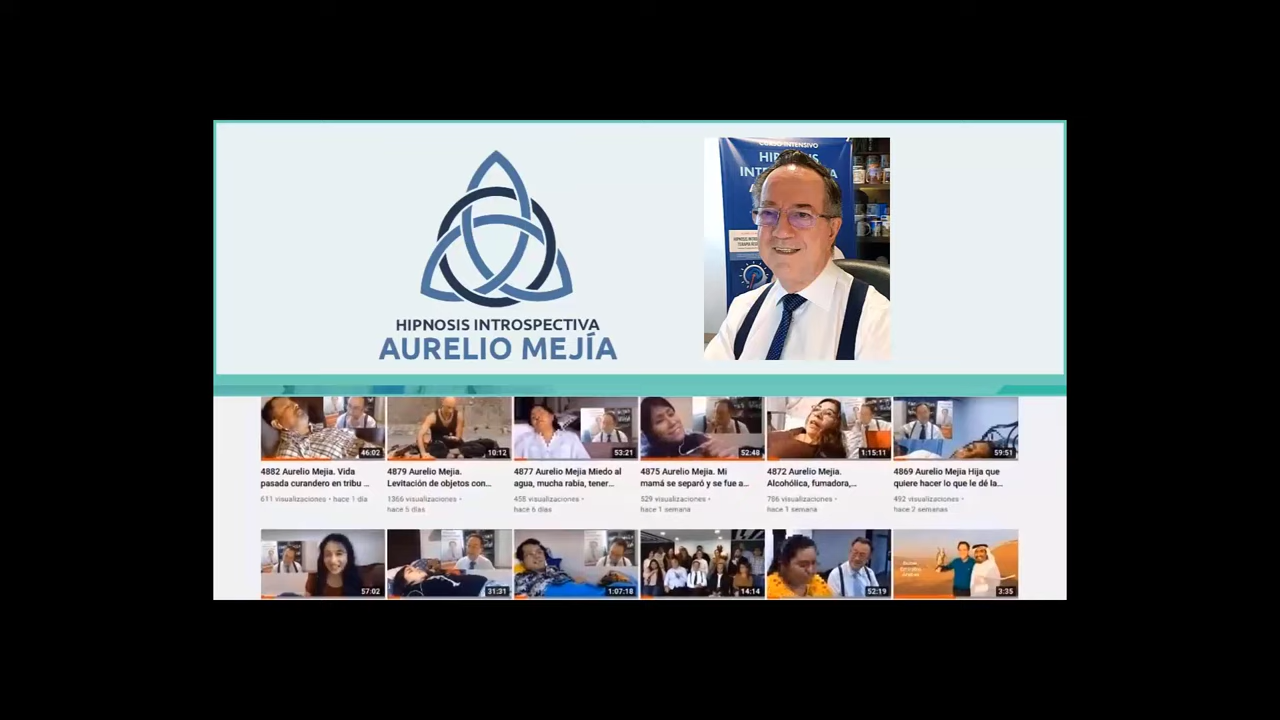 HIPNOSIS INTROSPECTIVA
AURELIO MEJÍA
CURSO INTENSIVO
46:02
10:12
53:21
52:48
1:15:11
59:51
4882 Aurelio Mejia. Vida
pasada curandero en tribu ...
611 visualizaciones • hace 1 día
4879 Aurelio Mejia.
Levitación de objetos con...
1366 visualizaciones •
hace 5 días
4877 Aurelio Mejia Miedo al
agua, mucha rabia, tener...
458 visualizaciones •
hace 6 días
4875 Aurelio Mejia. Mi
mamá se separó y se fue a...
529 visualizaciones •
hace 1 semana
4872 Aurelio Mejia.
Alcohólica, fumadora,...
786 visualizaciones •
hace 1 semana
4869 Aurelio Mejia Hija que
quiere hacer lo que le dé la...
492 visualizaciones •
hace 2 semanas
57:02
31:31
1:07:18
14:14
52:19
3:35